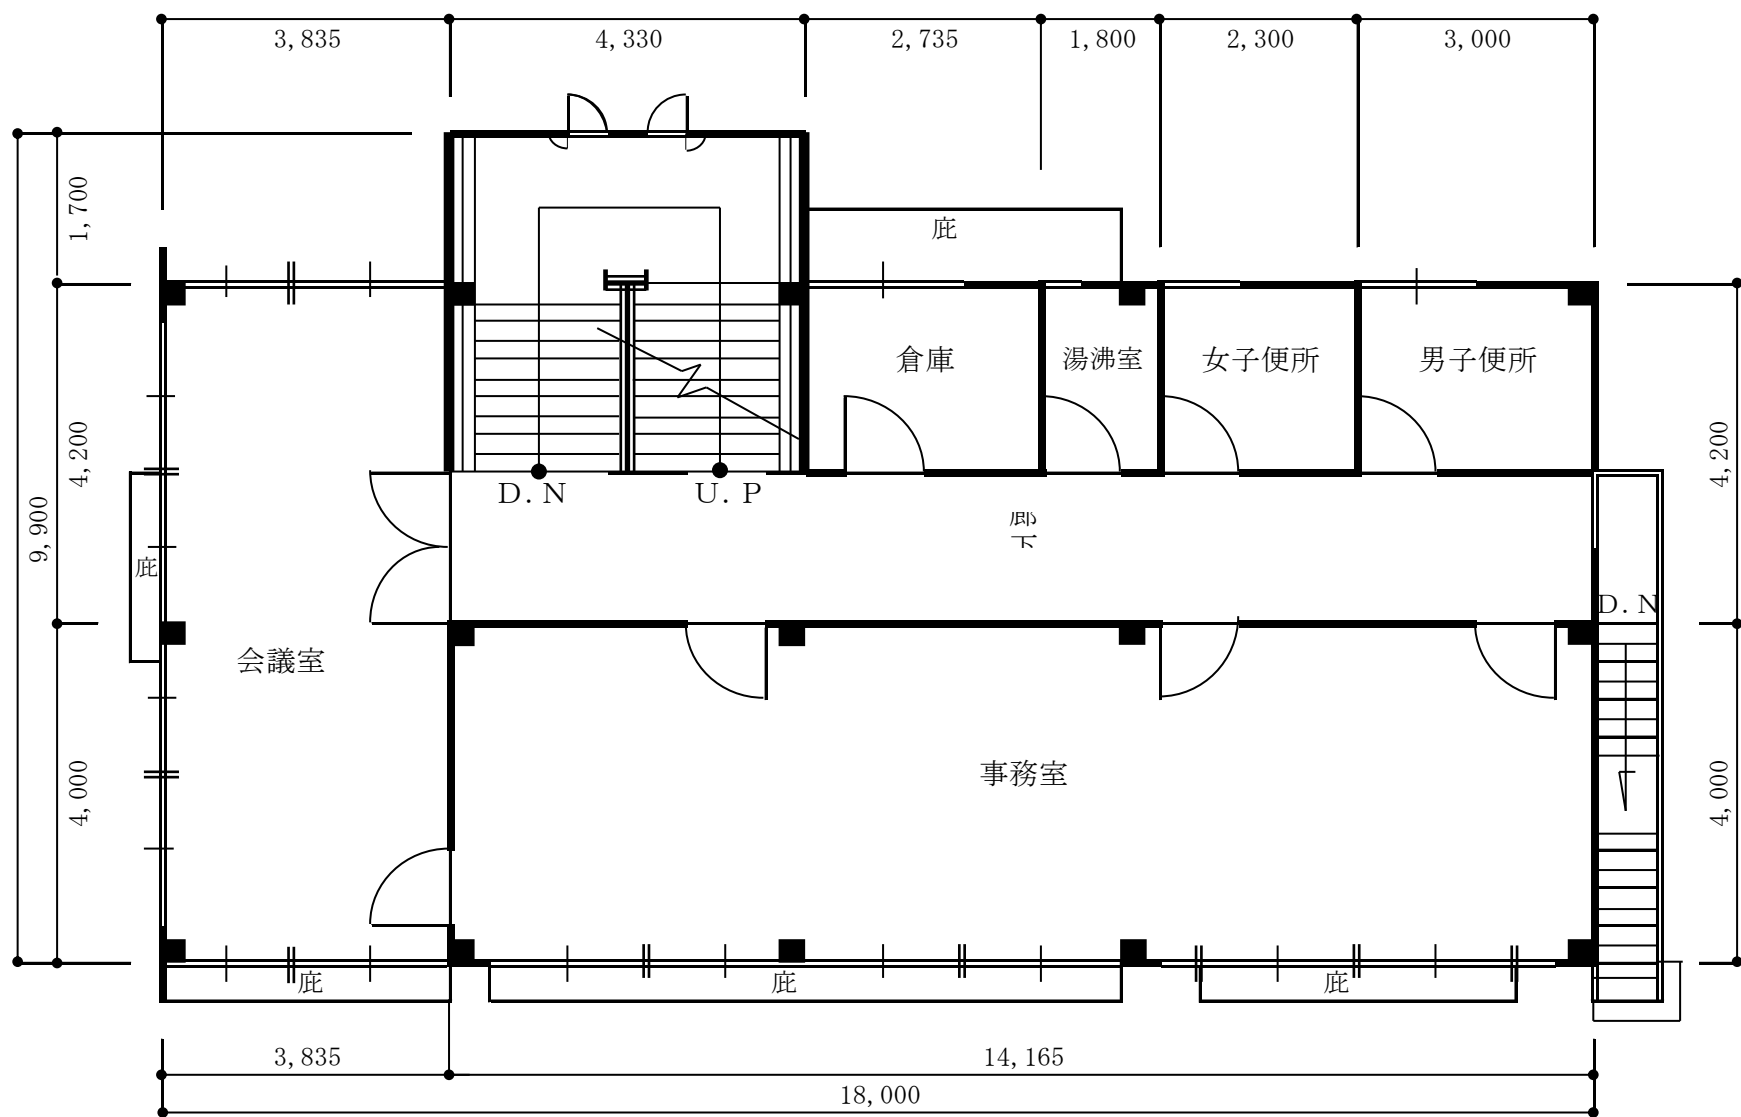 3,835
4,330
2,735
1,800
2,300
3,000
1,700
庇
倉庫
湯沸室
女子便所
男子便所
4,200
4,200
D.N
U.P
廊
下
9,900
庇
D.N
会議室
事務室
4,000
4,000
庇
庇
庇
3,835
14,165
18,000